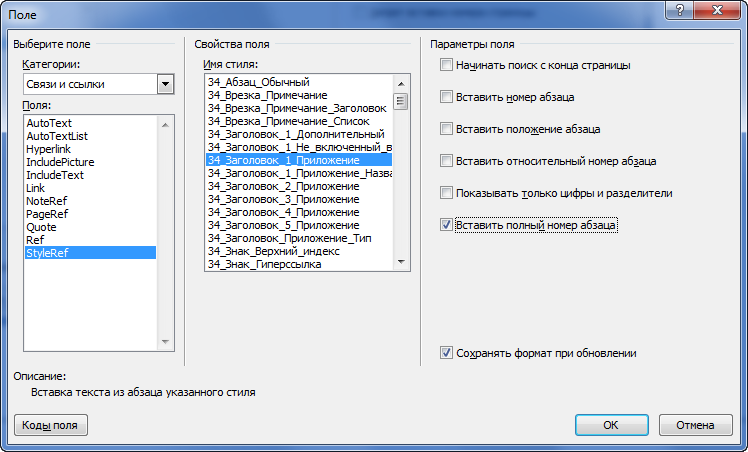 Поле
Выберите поле
Категории:
Связи и ссылки
Поля:
AutoText
AutoTextList
Hyperlink
IndudePicture
IndudeText
Link
NoteRef
PageRef
Quote
Ref
StyleRef
Свойства поля
Имя стиля:
34_Абзац_Обычный
34_Врезка_Примечание
34_Врезка_Примечание_Заголовок
34_Врезка_Примечание_Список
34_Заголовок_1_Дополнительный
34_Заголовок_1_Не_включенный_в
34_Заголовок_1_Приложение
34_Заголовок_1_Приложение_Назва
34_Заголовок_2_Приложение
34_Заголовок_3_Приложение
34_Заголовок_4_Приложение
34_Заголовок_5_Приложение
34_Заголовок_Приложение_Тип
34_Знак_Верхний_индекс
34_Знак_Гиперссылка
Параметры поля
Начинать поиск с конца страницы
Вставить номер абзаца
Вставить положение абзаца
Вставить относительный номер абзаца
Показывать только цифры и разделители
Вставить полный номер абзаца
Сохранять формат при обновлении
Описание:
Вставка текста из абзаца указанного стиля
Коды поля
ОК
Отмена